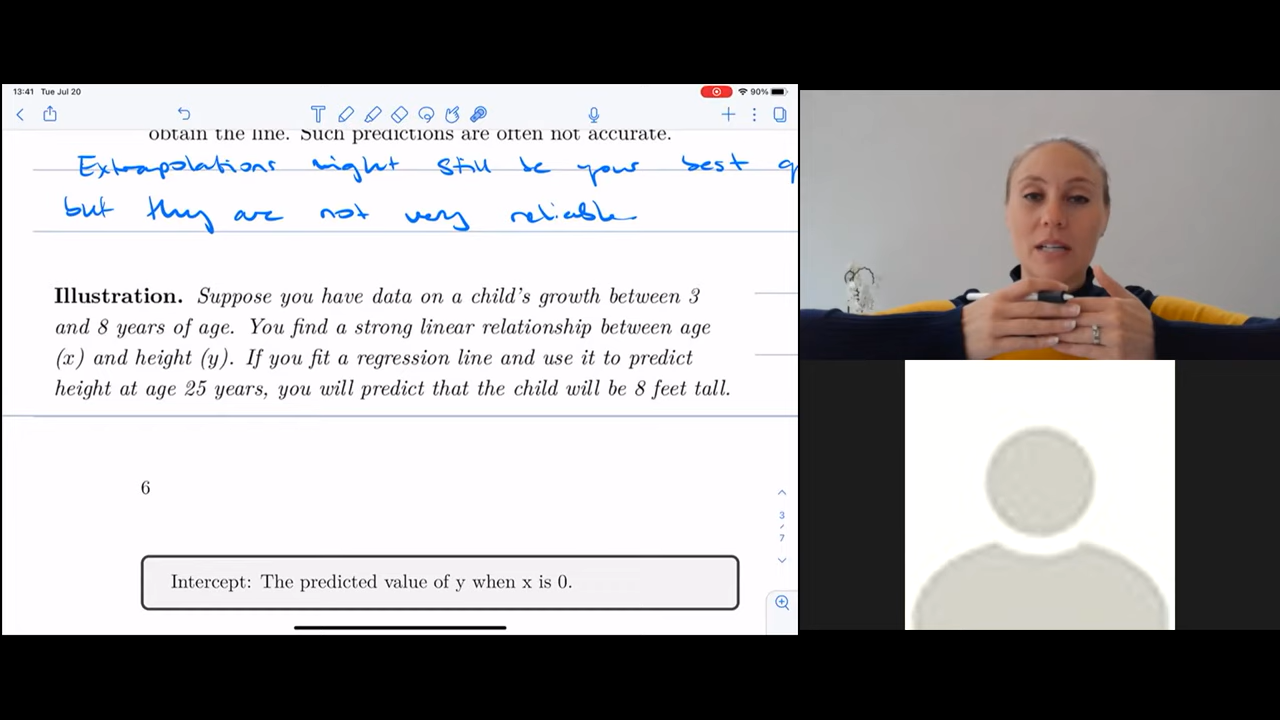 13:41 Tue Jul 20
90%
obtain the line. Such predictions are often not accurate.
Extrapolations might still be your best
but they are not very reliable
Illustration. Suppose you have data on a child's growth between 3
and 8 years of age. You find a strong linear relationship between age
(x) and height (y). If you fit a regression line and use it to predict
height at age 25 years, you will predict that the child will be 8 feet tall.
6
3
/
7
Intercept: The predicted value of y when x is 0.